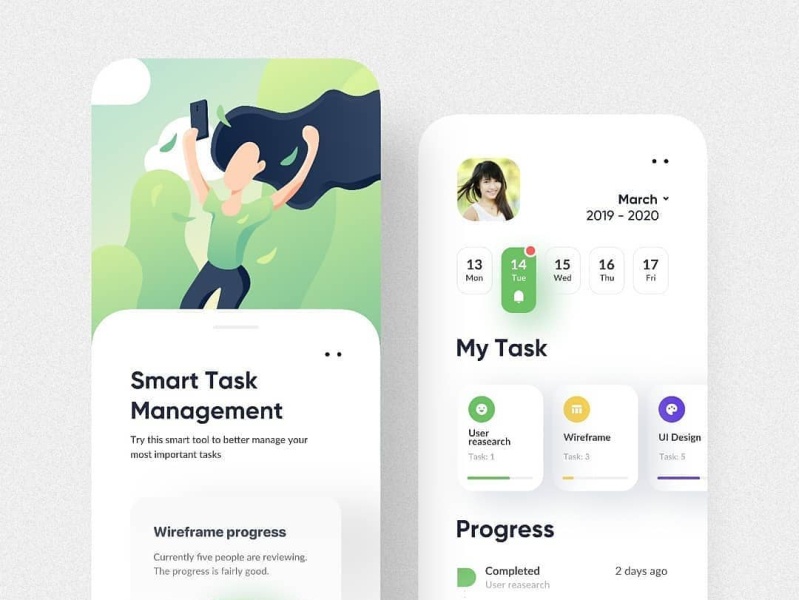 Smart Task
Management
Try this smart tool to better manage your
most important tasks
Wireframe progress
Currently five people are reviewing.
The progress is fairly good.
March
2019 - 2020
13 14 15 16 17
Mon Tue Wed Thu Fri
My Task
User
reasearch
Task: 1
Wireframe
Task: 3
UI Design
Task: 5
Progress
Completed 2 days ago
User reasearch